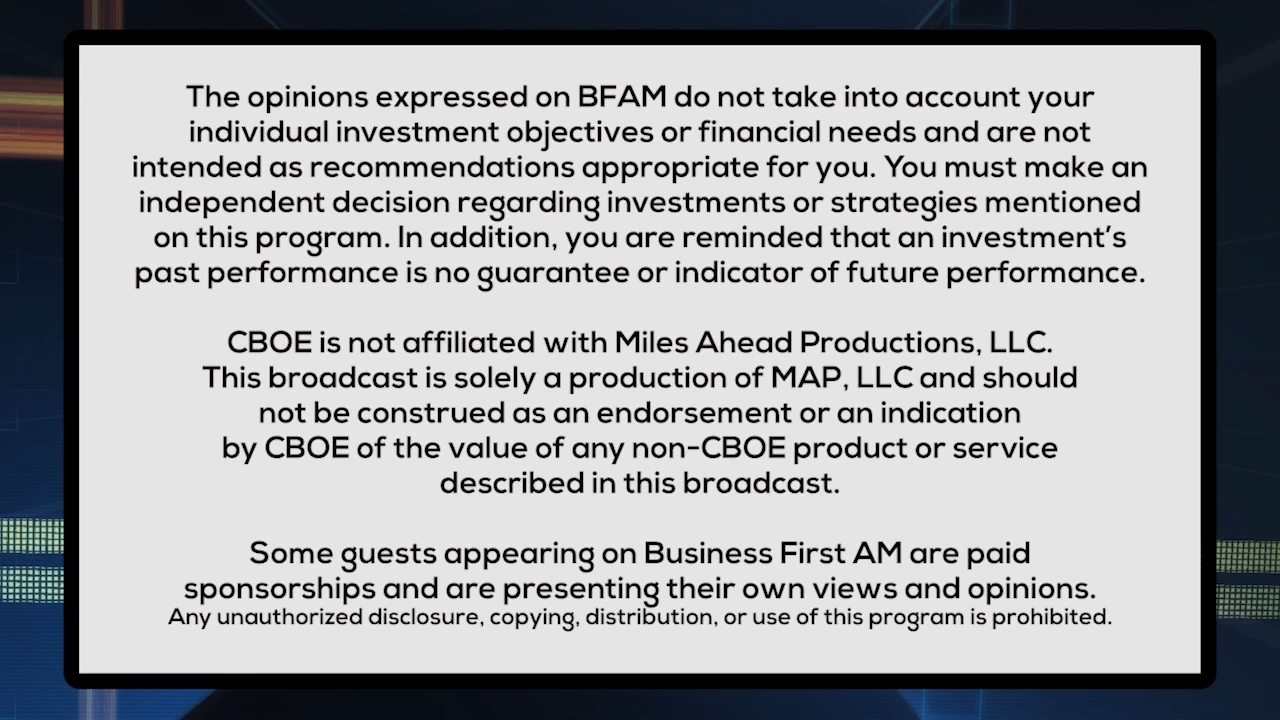 The opinions expressed on BFAM do not take into account your
individual investment objectives or financial needs and are not
intended as recommendations appropriate for you. You must make an
independent decision regarding investments or strategies mentioned
on this program. In addition, you are reminded that an investment's
past performance is no guarantee or indicator of future performance.
CBOE is not affiliated with Miles Ahead Productions, LLC.
This broadcast is solely a production of MAP, LLC and should
not be construed as an endorsement or an indication
by CBOE of the value of any non-CBOE product or service
described in this broadcast.
Some guests appearing on Business First AM are paid
sponsorships and are presenting their own views and opinions.
Any unauthorized disclosure, copying, distribution, or use of this program is prohibited.